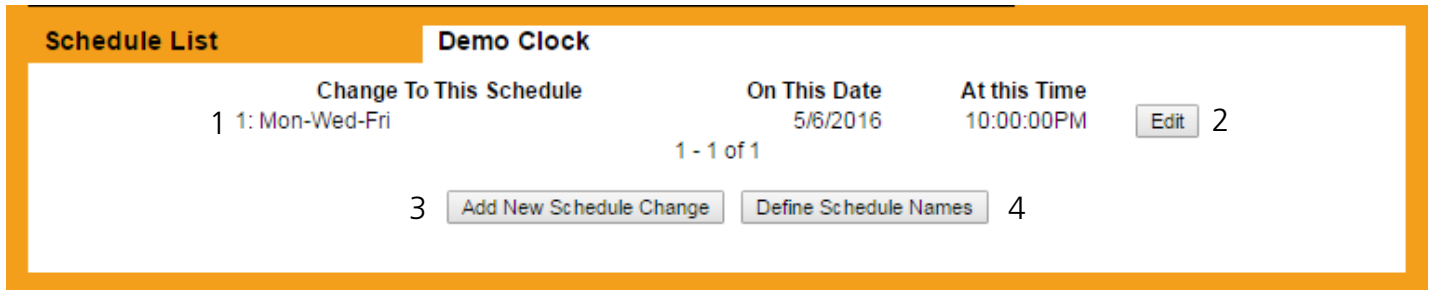 Schedule List Demo Clock
Change To This Schedule On This Date At this Time
1 1: Mon-Wed-Fri 5/6/2016 10:00:00PM Edit 2
1 - 1 of 1
3 Add New Schedule Change Define Schedule Names 4